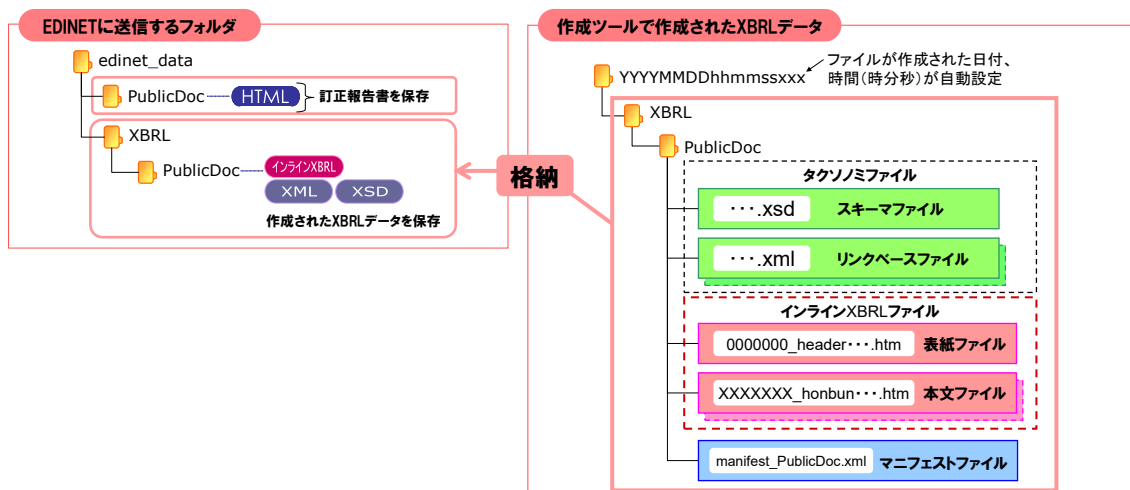 EDINETに送信するフォルダ
edinet_data
PublicDoc
HTML
訂正報告書を保存
XBRL
PublicDoc
インラインXBRL
XML
XSD
作成されたXBRLデータを保存
格納
作成ツールで作成されたXBRLデータ
YYYYMMDDhhmmssxxx
ファイルが作成された日付、
時間(時分秒)が自動設定
XBRL
PublicDoc
タクソノミファイル
・・・.xsd
スキーマファイル
・・・.xml
リンクベースファイル
インラインXBRLファイル
0000000_header・・・.htm
表紙ファイル
XXXXXXX_honbun・・・.htm
本文ファイル
manifest_PublicDoc.xml
マニフェストファイル